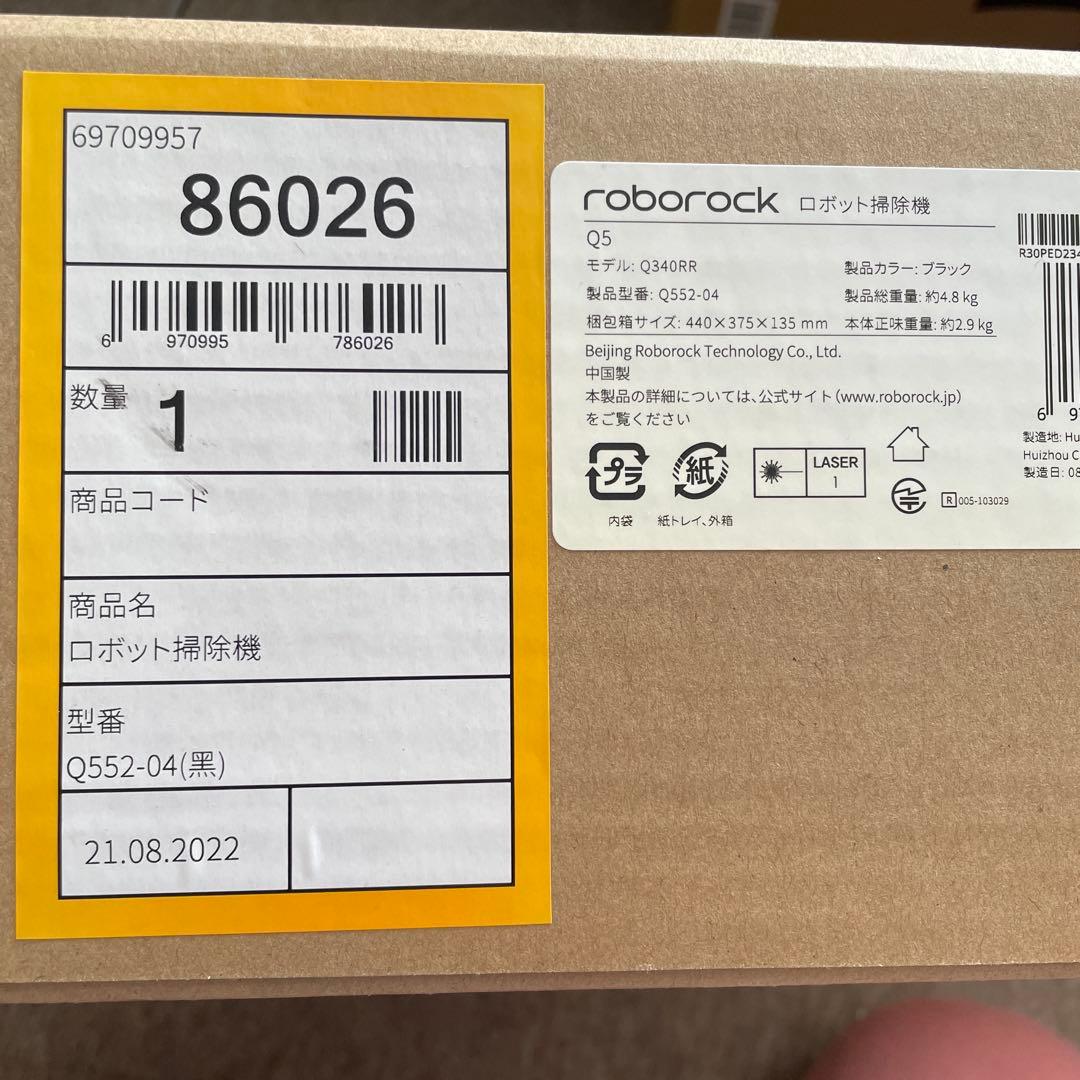 69709957
86026
6 970995 786026
数量 1
商品コード
商品名
ロボット掃除機
型番
Q552-04(黒)
21.08.2022
roborock ロボット掃除機
Q5
モデル: Q340RR 製品カラー: ブラック
製品型番: Q552-04 製品総重量: 約4.8 kg
梱包箱サイズ: 440×375×135 mm 本体正味重量: 約2.9 kg
Beijing Roborock Technology Co., Ltd.
中国製
本製品の詳細については、公式サイト（www.roborock.jp）
をご覧ください
プラ
内袋
紙
紙トレイ、外箱
LASER
1
R 005-103029
R30PED234
6 97
製造地: Hu
Huizhou C
製造日: 08